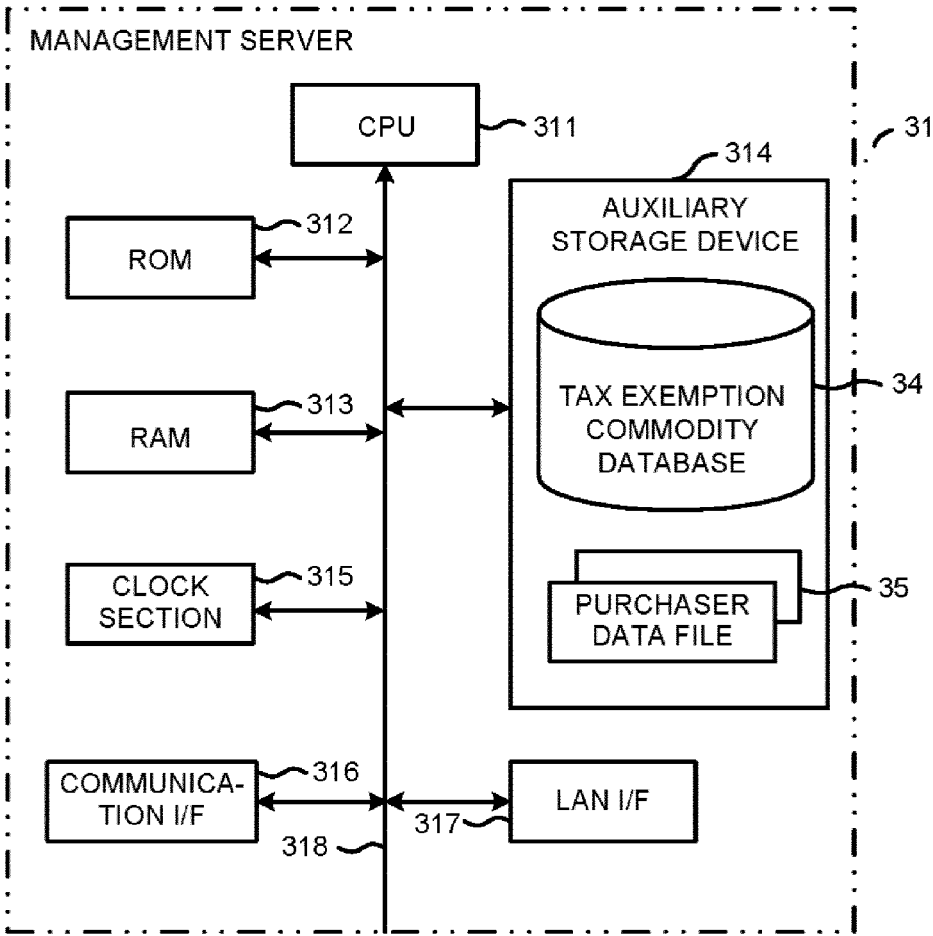 MANAGEMENT SERVER
CPU
311
31
314
312
ROM
AUXILIARY
STORAGE DEVICE
34
TAX EXEMPTION
COMMODITY
DATABASE
313
RAM
315
CLOCK
SECTION
35
PURCHASER
DATA FILE
316
COMMUNICA-
TION I/F
LAN I/F
317
318